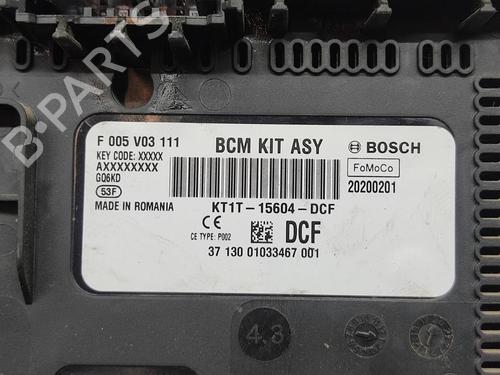 B-PARTS
F 005 V03 111
BCM KIT ASY
BOSCH
KEY CODE: XXXXX
AXXXXXXXXX
G06KD
FoMoCo
53F
20200201
MADE IN ROMANIA
KT1T-15604-DCF
CE
CE TYPE: P002
DCF
37 130 01033467 001
4.3